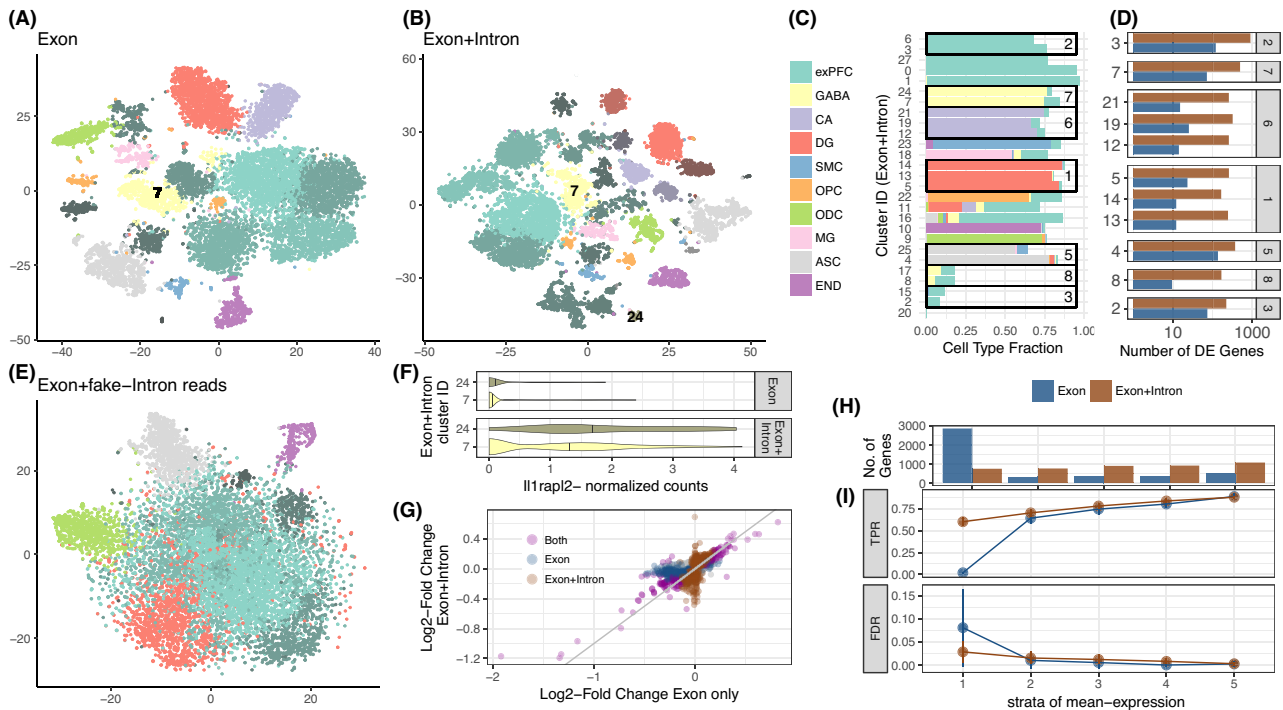 (A)
Exon
25
0
−25
−50
−40
−20
0
20
40
7
(B)
Exon+Intron
60
30
0
−30
−50
−25
0
25
50
7
24
exPFC
GABA
CA
DG
SMC
OPC
ODC
MG
ASC
END
(C)
Cluster ID (Exon+Intron)
6
3
27
0
1
24
7
21
19
12
23
18
14
13
5
22
11
16
10
9
25
4
17
8
15
2
20
2
7
6
1
5
8
3
0.00
0.25
0.50
0.75
1.00
Cell Type Fraction
(D)
3
7
21
19
12
5
14
13
4
8
2
2
7
6
1
5
8
3
10
1000
Number of DE Genes
(E)
Exon+fake−Intron reads
20
0
−20
−20
0
20
(F)
Exon+Intron
cluster ID
24
7
24
7
Exon
Exon+
Intron
0
1
2
3
4
Il1rapl2− normalized counts
(G)
Log2−Fold Change
Exon+Intron
0.4
0.0
−0.4
−0.8
−1.2
Both
Exon
Exon+Intron
−2
−1
0
Log2−Fold Change Exon only
Exon
Exon+Intron
(H)
No. of
Genes
3000
1000
0
(I)
TPR
0.75
0.50
0.25
0.00
FDR
0.15
0.10
0.05
0.00
1
2
3
4
5
strata of mean−expression